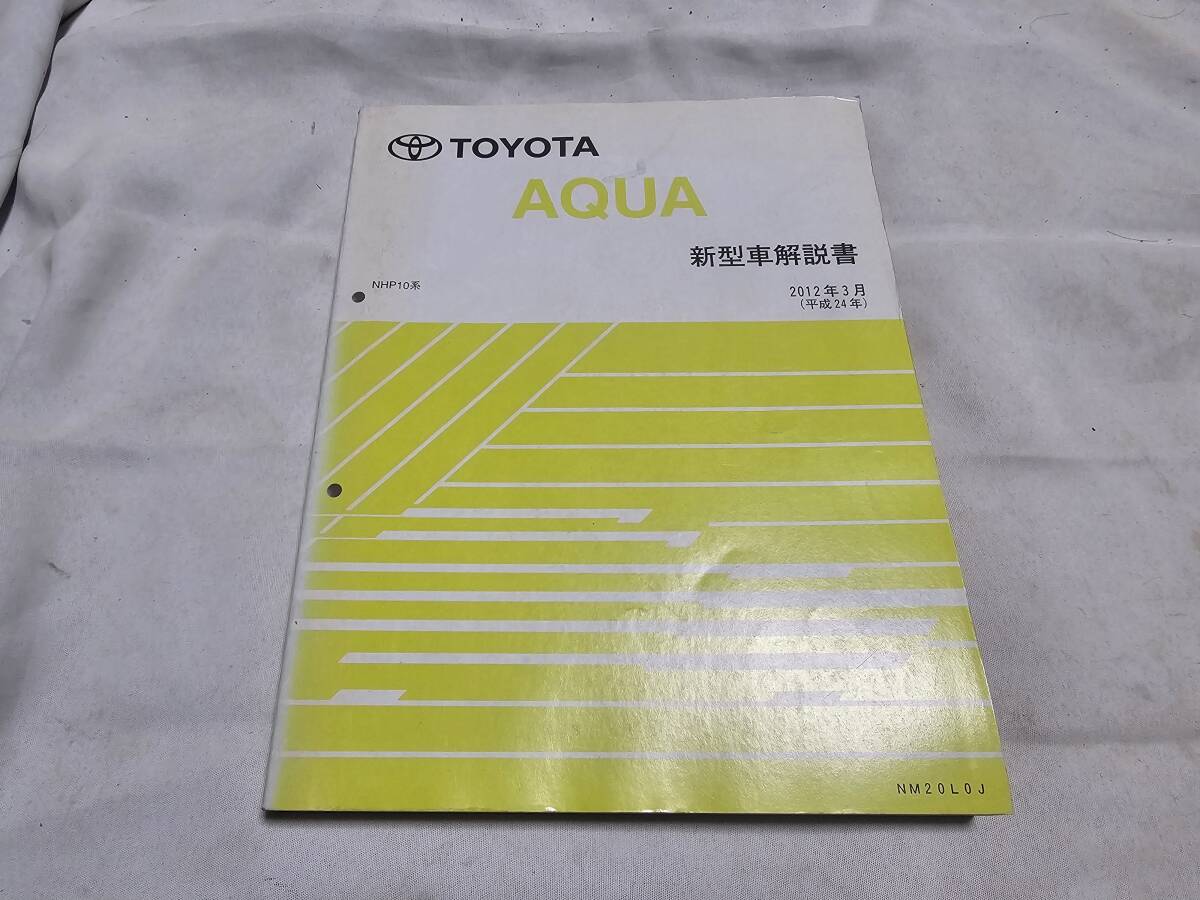 TOYOTA
AQUA
新型車解説書
NHP10系
2012年3月
(平成24年)
NM20L0J